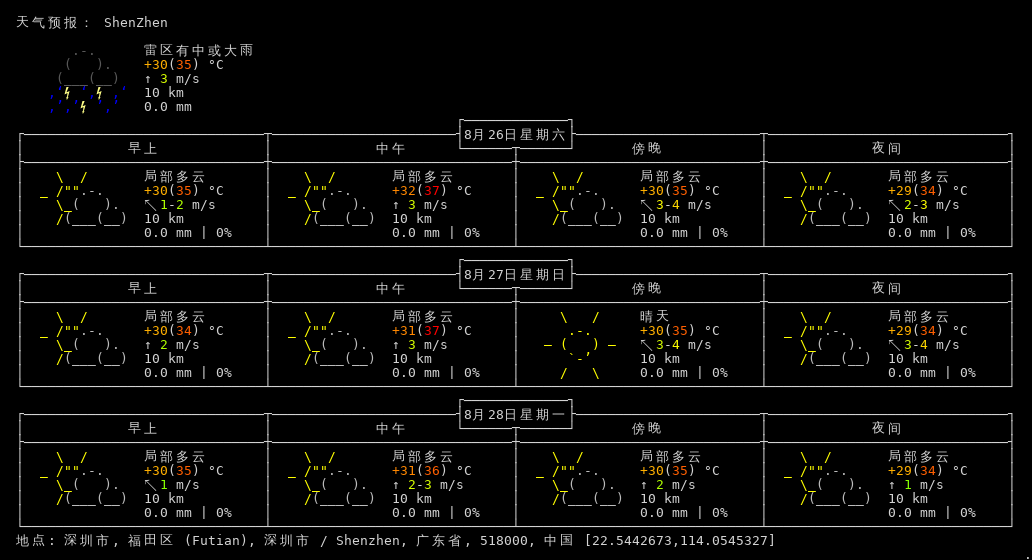 天气预报： ShenZhen
雷区有中或大雨
+30(35) °C
↑ 3 m/s
10 km
0.0 mm
8月26日星期六
早上 中午 傍晚 夜间
局部多云 局部多云 局部多云 局部多云
+30(35) °C +32(37) °C +30(35) °C +29(34) °C
↖ 1-2 m/s ↑ 3 m/s ↖ 3-4 m/s ↖ 2-3 m/s
10 km 10 km 10 km 10 km
0.0 mm | 0% 0.0 mm | 0% 0.0 mm | 0% 0.0 mm | 0%
8月27日星期日
早上 中午 傍晚 夜间
局部多云 局部多云 晴天 局部多云
+30(34) °C +31(37) °C +30(35) °C +29(34) °C
↑ 2 m/s ↑ 3 m/s ↖ 3-4 m/s ↖ 3-4 m/s
10 km 10 km 10 km 10 km
0.0 mm | 0% 0.0 mm | 0% 0.0 mm | 0% 0.0 mm | 0%
8月28日星期一
早上 中午 傍晚 夜间
局部多云 局部多云 局部多云 局部多云
+30(35) °C +31(36) °C +30(35) °C +29(34) °C
↖ 1 m/s ↑ 2-3 m/s ↑ 2 m/s ↑ 1 m/s
10 km 10 km 10 km 10 km
0.0 mm | 0% 0.0 mm | 0% 0.0 mm | 0% 0.0 mm | 0%
地点: 深圳市, 福田区 (Futian), 深圳市 / Shenzhen, 广东省, 518000, 中国 [22.5442673,114.0545327]